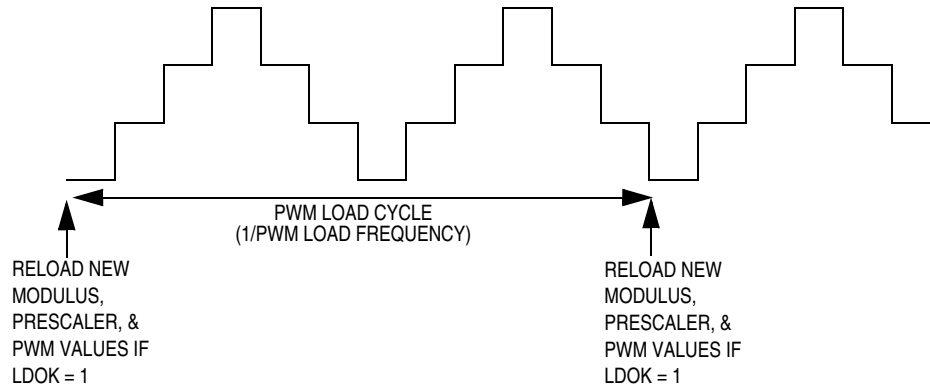 PWM LOAD CYCLE
(1/PWM LOAD FREQUENCY)
RELOAD NEW
MODULUS,
PRESCALER, &
PWM VALUES IF
LDOK = 1
RELOAD NEW
MODULUS,
PRESCALER, &
PWM VALUES IF
LDOK = 1